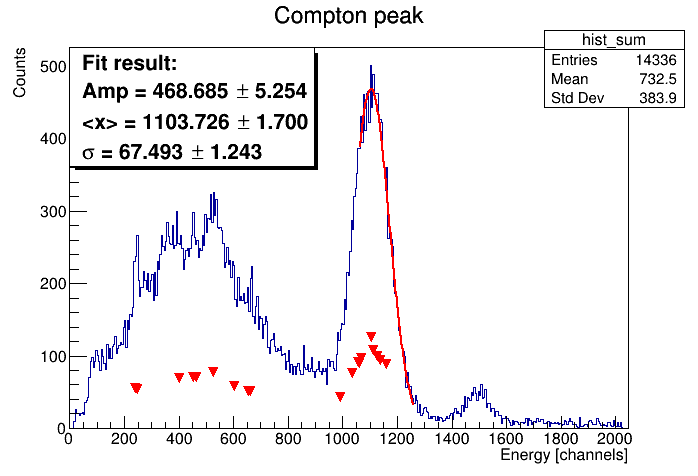 Compton peak
hist_sum
Entries 14336
Mean 732.5
Std Dev 383.9
Fit result:
Amp = 468.685 ± 5.254
<x> = 1103.726 ± 1.700
σ = 67.493 ± 1.243
Counts
500
400
300
200
100
0
0 200 400 600 800 1000 1200 1400 1600 1800 2000
Energy [channels]